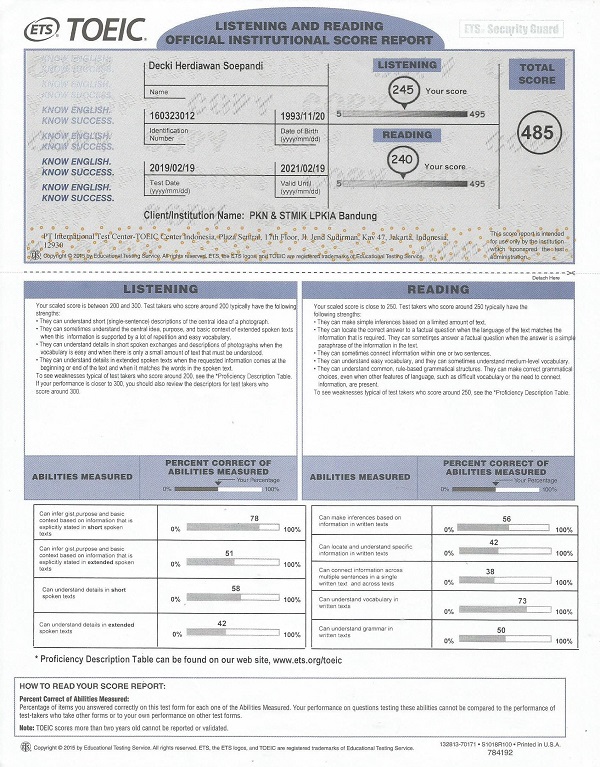 ETS TOEIC
LISTENING AND READING
OFFICIAL INSTITUTIONAL SCORE REPORT
ETS Security Guard
KNOW ENGLISH.
KNOW SUCCESS.
KNOW ENGLISH.
KNOW SUCCESS.
KNOW ENGLISH.
KNOW SUCCESS.
KNOW ENGLISH.
KNOW SUCCESS.
Decki Herdiawan Soepandi
Name
160323012
1993/11/20
Identification
Number
Date of Birth
(yyyy/mm/dd)
2019/02/19
2021/02/19
Test Date
(yyyy/mm/dd)
Valid Until
(yyyy/mm/dd)
Client/Institution Name: PKN & STMIK LPKIA Bandung
LISTENING
245 Your score
5 495
READING
240 Your score
5 495
TOTAL
SCORE
485
PT International Test Center-TOEIC Center Indonesia, Plaza Sentral, 17th Floor, Jl. Jend Sudirman, Kav 47, Jakarta, Indonesia,
12930
This score report is intended
for use only by the institution
which sponsored the test
administration.
Copyright © 2016 by Educational Testing Service. All rights reserved. ETS, the ETS logos, and TOEIC are registered trademarks of Educational Testing Service.
Detach Here
LISTENING
Your scaled score is between 200 and 300. Test takers who score around 200 typically have the following
strengths:
• They can understand short (single-sentence) descriptions of the central idea of a photograph.
• They can sometimes understand the central idea, purpose, and basic context of extended spoken texts
when this information is supported by a lot of repetition and easy vocabulary.
• They can understand details in short spoken exchanges and descriptions of photographs when the
vocabulary is easy and when there is only a small amount of text that must be understood.
• They can understand details in extended spoken texts when the requested information comes at the
beginning or end of the text and when it matches the words in the spoken text.
To see weaknesses typical of test takers who score around 200, see the *Proficiency Description Table.
If your performance is closer to 300, you should also review the descriptors for test takers who
score around 300.
READING
Your scaled score is close to 250. Test takers who score around 250 typically have the
following strengths:
• They can make simple inferences based on a limited amount of text.
• They can locate the correct answer to a factual question when the language of the text matches the
information that is required. They can sometimes answer a factual question when the answer is a simple
paraphrase of the information in the text.
• They can sometimes connect information within one or two sentences.
• They can understand easy vocabulary, and they can sometimes understand medium-level vocabulary.
• They can understand common, rule-based grammatical structures. They can make correct grammatical
choices, even when other features of language, such as difficult vocabulary or the need to connect
information, are present.
To see weaknesses typical of test takers who score around 250, see the *Proficiency Description Table.
ABILITIES MEASURED
PERCENT CORRECT OF
ABILITIES MEASURED
Your Percentage
0% 100%
ABILITIES MEASURED
PERCENT CORRECT OF
ABILITIES MEASURED
Your Percentage
0% 100%
Can infer gist,purpose and basic
context based on information that is
explicitly stated in short spoken
texts
78
0% 100%
Can infer gist,purpose and basic
context based on information that is
explicitly stated in extended spoken
texts
51
0% 100%
Can understand details in short
spoken texts
58
0% 100%
Can understand details in extended
spoken texts
42
0% 100%
Can make inferences based on
information in written texts
56
0% 100%
Can locate and understand specific
information in written texts
42
0% 100%
Can connect information across
multiple sentences in a single
written text and across texts
38
0% 100%
Can understand vocabulary in
written texts
73
0% 100%
Can understand grammar in
written texts
50
0% 100%
* Proficiency Description Table can be found on our web site, www.ets.org/toeic
HOW TO READ YOUR SCORE REPORT:
Percent Correct of Abilities Measured:
Percentage of items you answered correctly on this test form for each one of the Abilities Measured. Your performance on questions testing these abilities cannot be compared to the performance of
test-takers who take other forms or to your own performance on other test forms.
Note: TOEIC scores more than two years old cannot be reported or validated.
Copyright © 2016 by Educational Testing Service. All rights reserved. ETS, the ETS logos, and TOEIC are registered trademarks of Educational Testing Service.
132813-70171 • S1018R100 • Printed in U.S.A.
784192